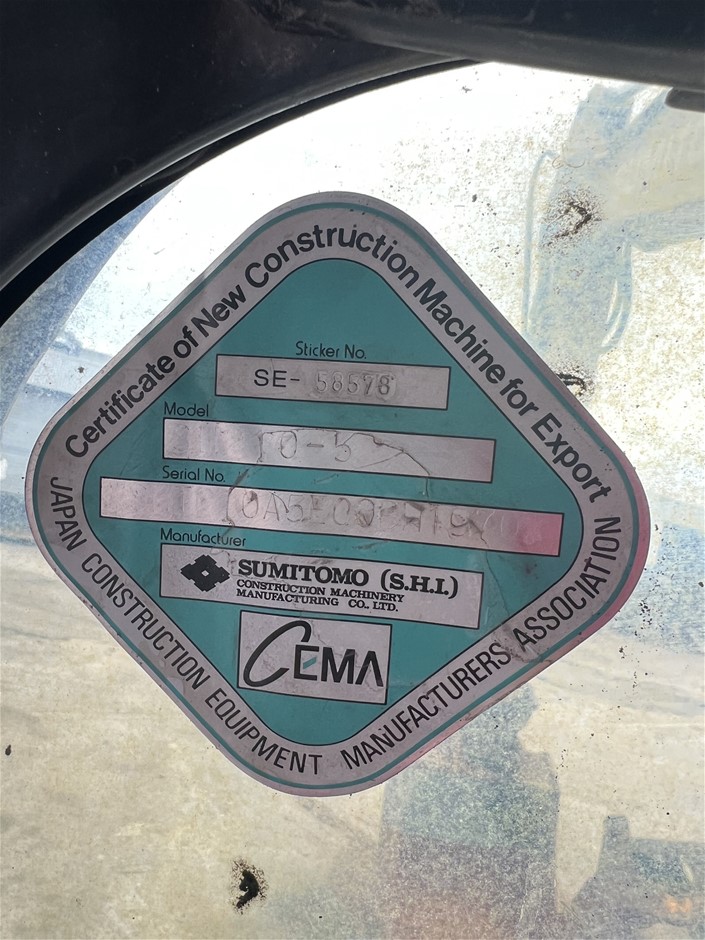 Certificate of New Construction Machine for Export
Sticker No.
SE- 58578
Model
Serial No.
Manufacturer
SUMITOMO (S.H.I.)
CONSTRUCTION MACHINERY
MANUFACTURING CO., LTD.
CEMA
JAPAN CONSTRUCTION EQUIPMENT MANUFACTURERS ASSOCIATION